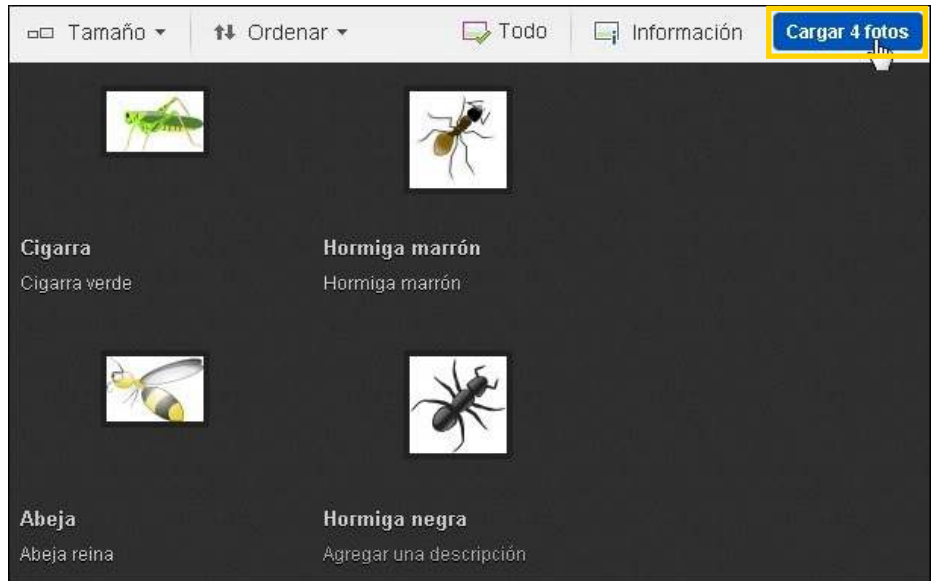 Tamaño Ordenar Todo Información Cargar 4 fotos
Cigarra Hormiga marrón
Cigarra verde Hormiga marrón
Abeja Hormiga negra
Abeja reina Agregar una descripción